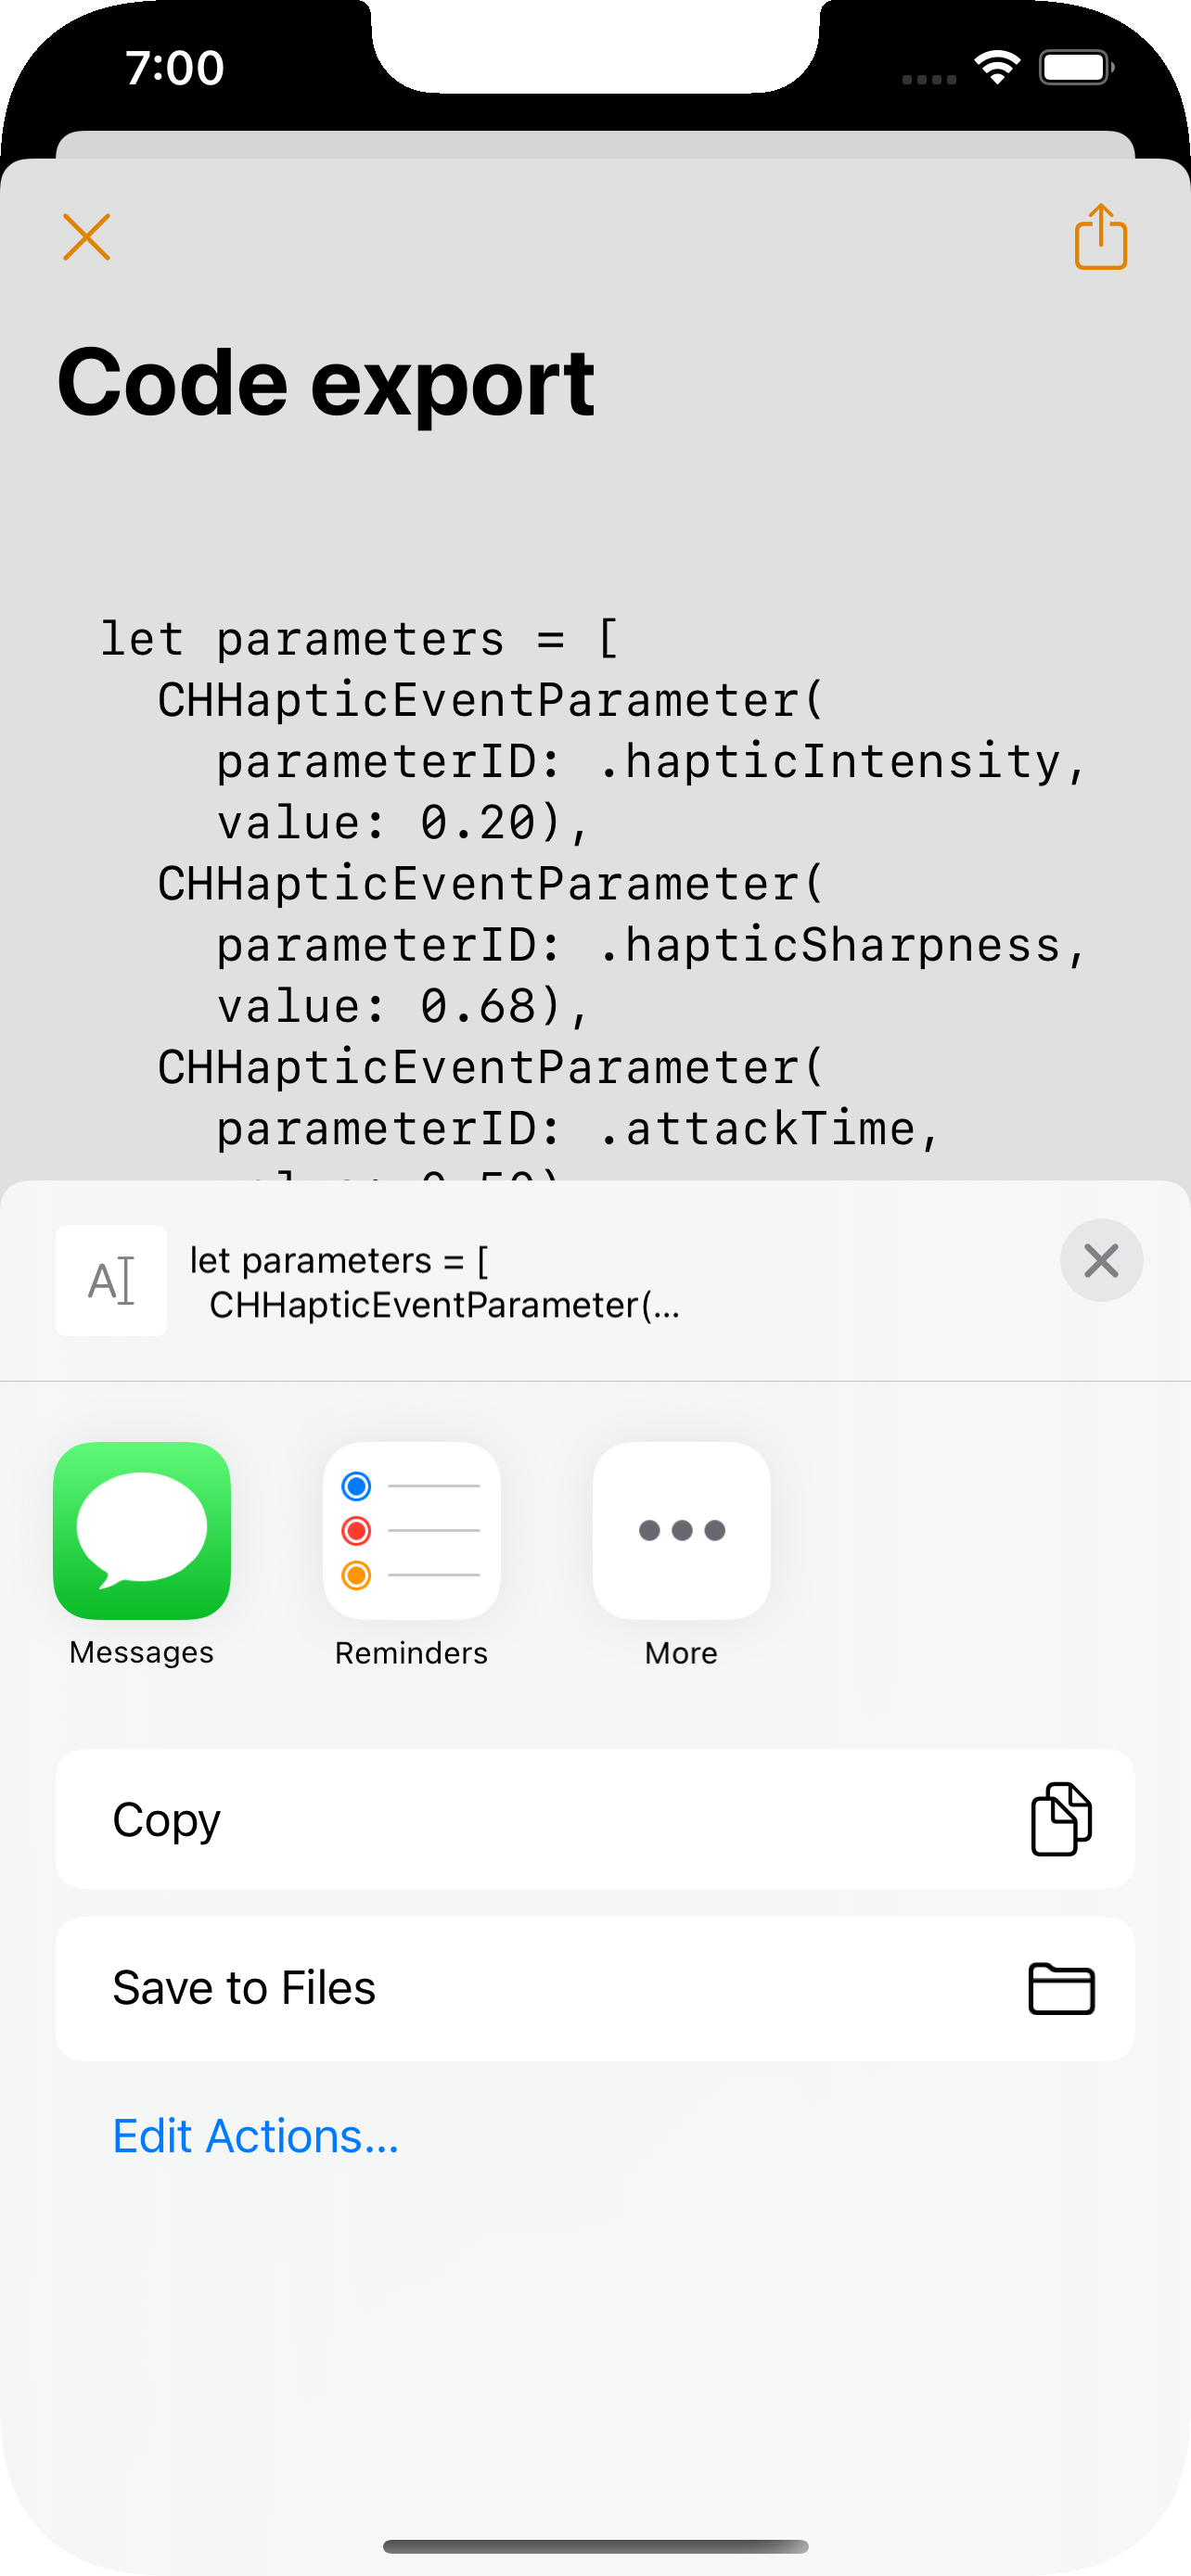 7:00
Code export
let parameters = [
  CHHapticEventParameter(
    parameterID: .hapticIntensity,
    value: 0.20),
  CHHapticEventParameter(
    parameterID: .hapticSharpness,
    value: 0.68),
  CHHapticEventParameter(
    parameterID: .attackTime,
let parameters = [
  CHHapticEventParameter(...
Messages
Reminders
More
Copy
Save to Files
Edit Actions...